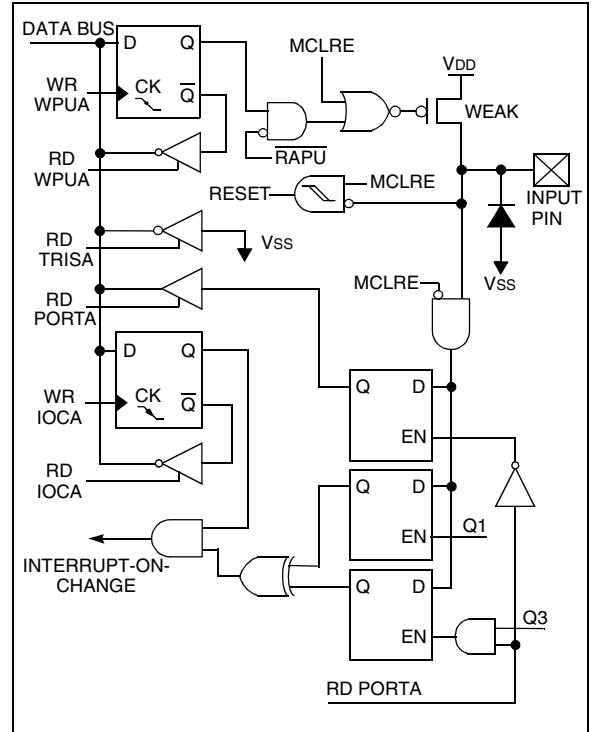 DATA BUS
D
Q
WR
WPUA
CK
Q
MCLRE
VDD
WEAK
RAPU
RD
WPUA
RESET
MCLRE
INPUT
PIN
VSS
RD
TRISA
VSS
RD
PORTA
MCLRE
D
Q
WR
IOCA
CK
Q
Q
D
EN
RD
IOCA
Q
D
EN
Q1
INTERRUPT-ON-
CHANGE
Q
D
EN
Q3
RD PORTA